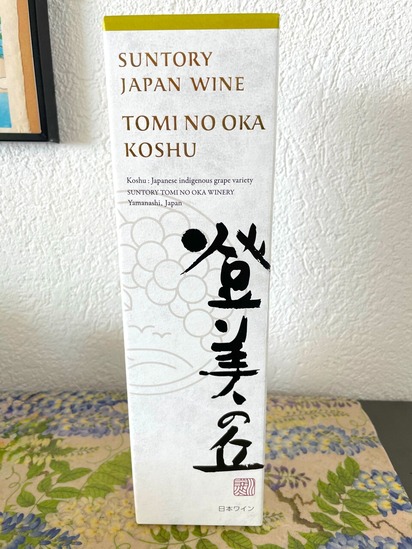 SUNTORY
JAPAN WINE
TOMI NO OKA
KOSHU
Koshu : Japanese indigenous grape variety
SUNTORY TOMI NO OKA WINERY
Yamanashi, Japan
登美の丘
日本ワイン